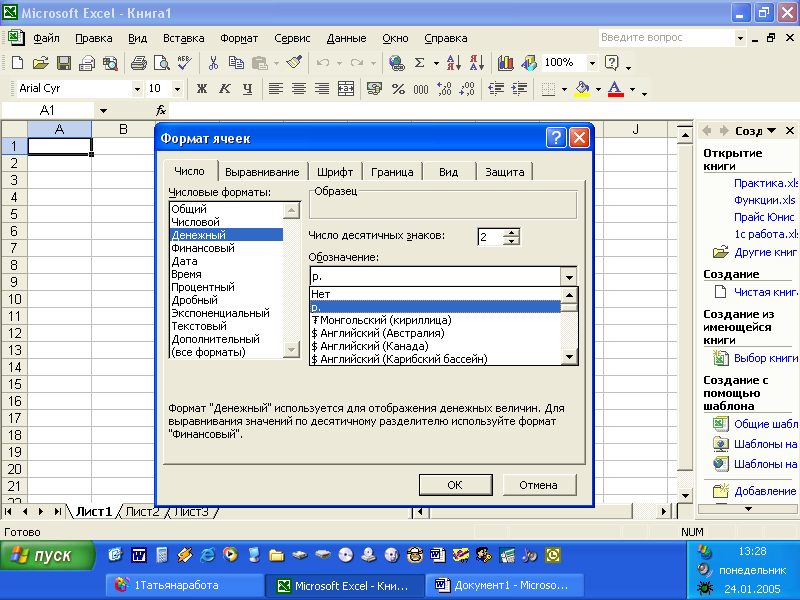 Microsoft Excel - Книга1
Файл Правка Вид Вставка Формат Сервис Данные Окно Справка
Введите вопрос
100%
Arial Cyr 10 Ж К Ч % 000
A1 fx
A B J
1
2
3
4
5
6
7
8
9
10
11
12
13
14
15
16
17
18
19
20
21
Формат ячеек
Число Выравнивание Шрифт Граница Вид Защита
Числовые форматы:
Общий
Числовой
Денежный
Финансовый
Дата
Время
Процентный
Дробный
Экспоненциальный
Текстовый
Дополнительный
(все форматы)
Образец
Число десятичных знаков: 2
Обозначение:
р.
Нет
р.
₮ Монгольский (кириллица)
$ Английский (Австралия)
$ Английский (Канада)
$ Английский (Карибский бассейн)
Формат "Денежный" используется для отображения денежных величин. Для
выравнивания значений по десятичному разделителю используйте формат
"Финансовый".
ОК Отмена
Созд
Открытие
книги
Практика.xls
Функции.xls
Прайс Юнис
1с работа.xls
Другие книг
Создание
Чистая книг
Создание из
имеющейся
книги
Выбор книги
Создание с
помощью
шаблона
Общие шабл
Шаблоны на
Шаблоны на
Добавление
Лист1 Лист2 Лист3
Готово NUM
пуск
13:28
понедельник
24.01.2005
1Татьянаработа Microsoft Excel - Кни... Документ1 - Microso...